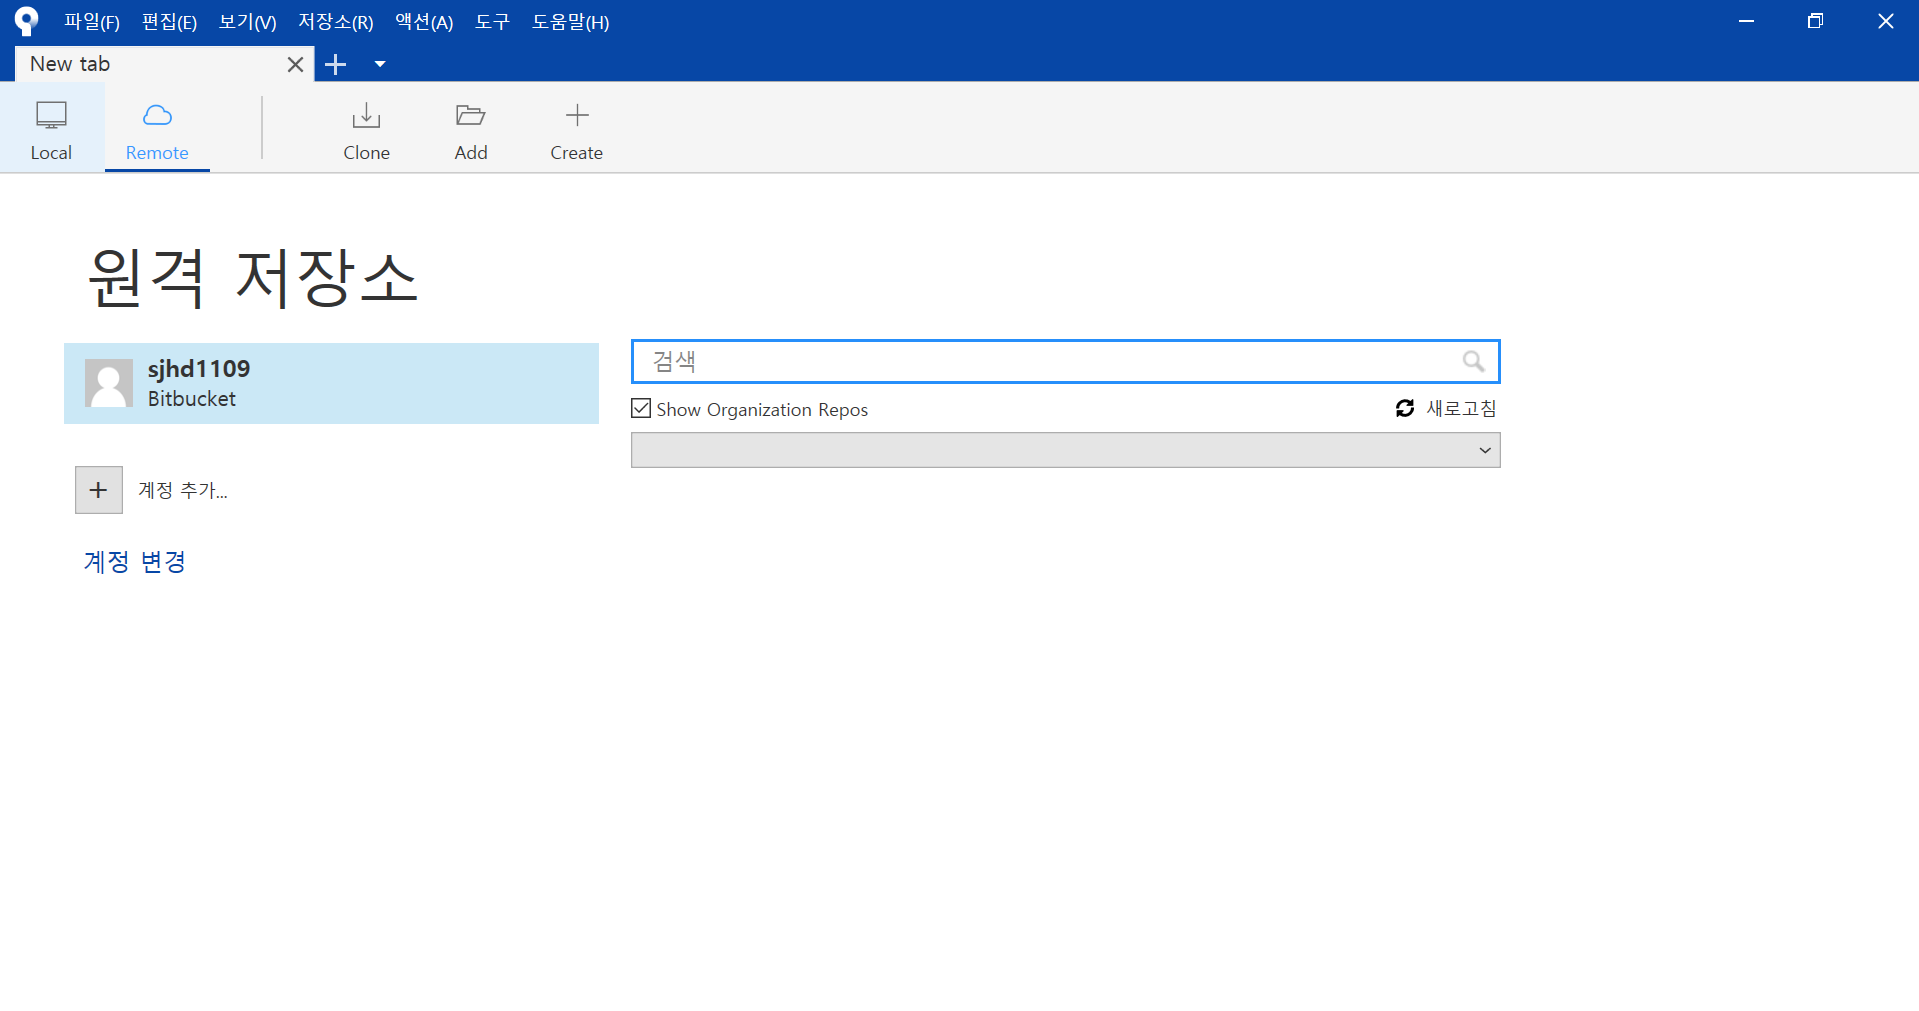 파일(F) 편집(E) 보기(V) 저장소(R) 액션(A) 도구 도움말(H)
New tab
Local Remote Clone Add Create
원격 저장소
sjhd1109
Bitbucket
계정 추가...
계정 변경
검색
Show Organization Repos 새로고침